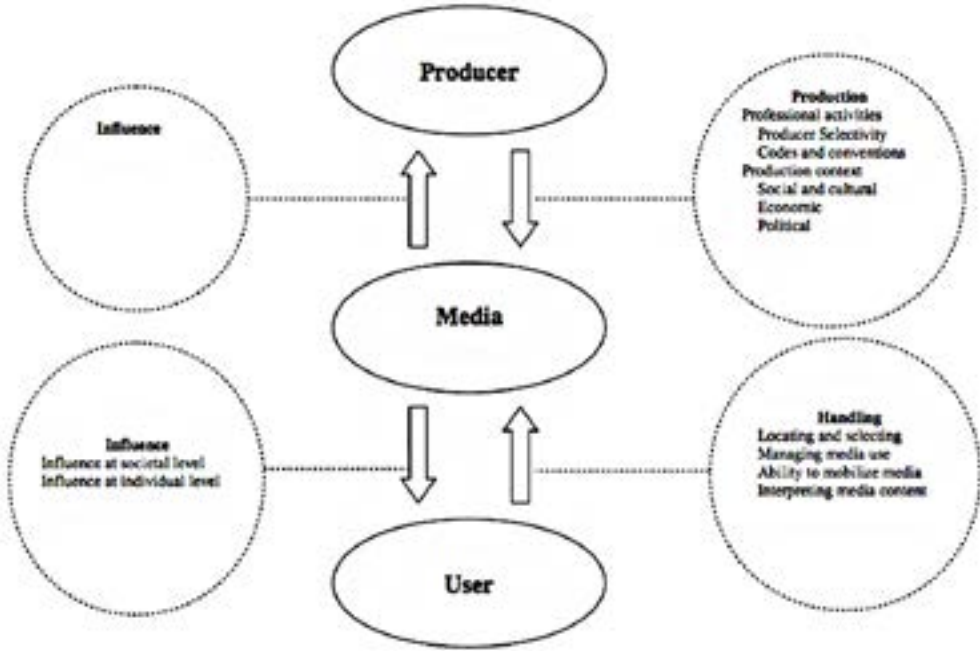 Producer
Influence
Production
Professional activities
Producer Selectivity
Codes and conventions
Production context
Social and cultural
Economic
Political
Media
Influence
Influence at societal level
Influence at individual level
Handling
Locating and selecting
Managing media use
Ability to mobilize media
Interpreting media content
User